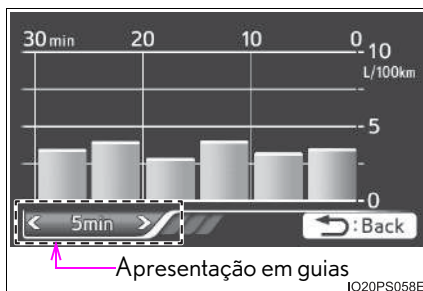 30 min 20 10 0
10
L/100km
5
0
< 5min >
: Back
Apresentação em guias
IO20PS058E